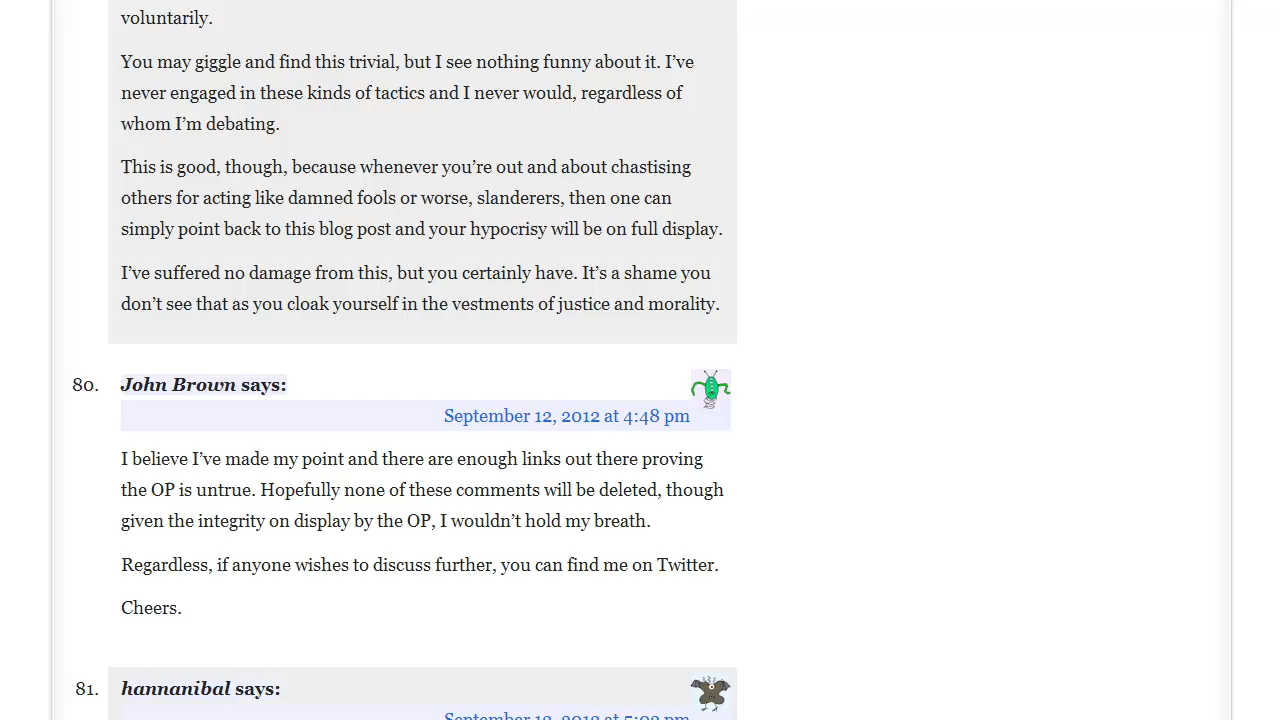 voluntarily.
You may giggle and find this trivial, but I see nothing funny about it. I’ve
never engaged in these kinds of tactics and I never would, regardless of
whom I’m debating.
This is good, though, because whenever you’re out and about chastising
others for acting like damned fools or worse, slanderers, then one can
simply point back to this blog post and your hypocrisy will be on full display.
I’ve suffered no damage from this, but you certainly have. It’s a shame you
don’t see that as you cloak yourself in the vestments of justice and morality.
80. John Brown says:
September 12, 2012 at 4:48 pm
I believe I’ve made my point and there are enough links out there proving
the OP is untrue. Hopefully none of these comments will be deleted, though
given the integrity on display by the OP, I wouldn’t hold my breath.
Regardless, if anyone wishes to discuss further, you can find me on Twitter.
Cheers.
81. hannanibal says:
September 12, 2012 at 5:02 pm